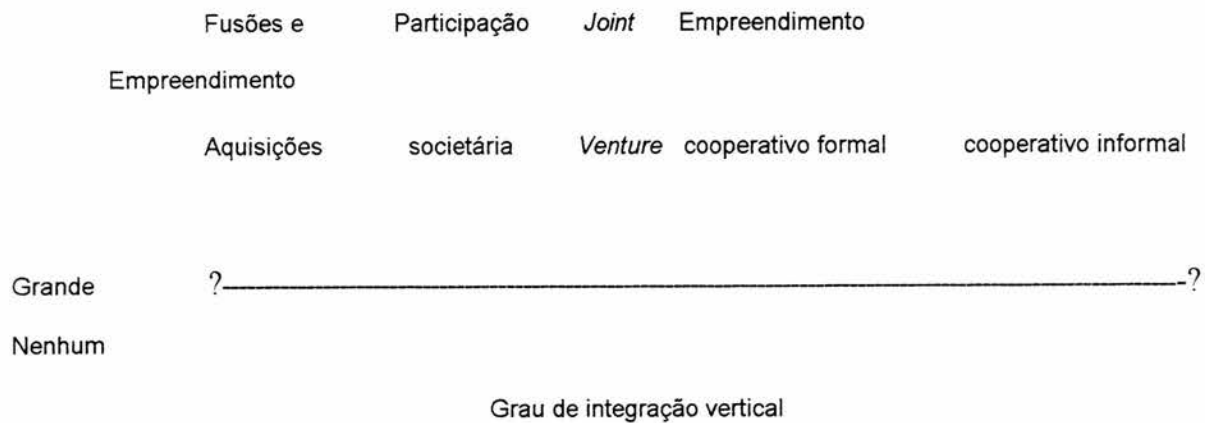 Fusões e Participação Joint Empreendimento
Empreendimento
Aquisições societária Venture cooperativo formal cooperativo informal
Grande ?-----------------------------------------------------------------------------------------------?
Nenhum
Grau de integração vertical